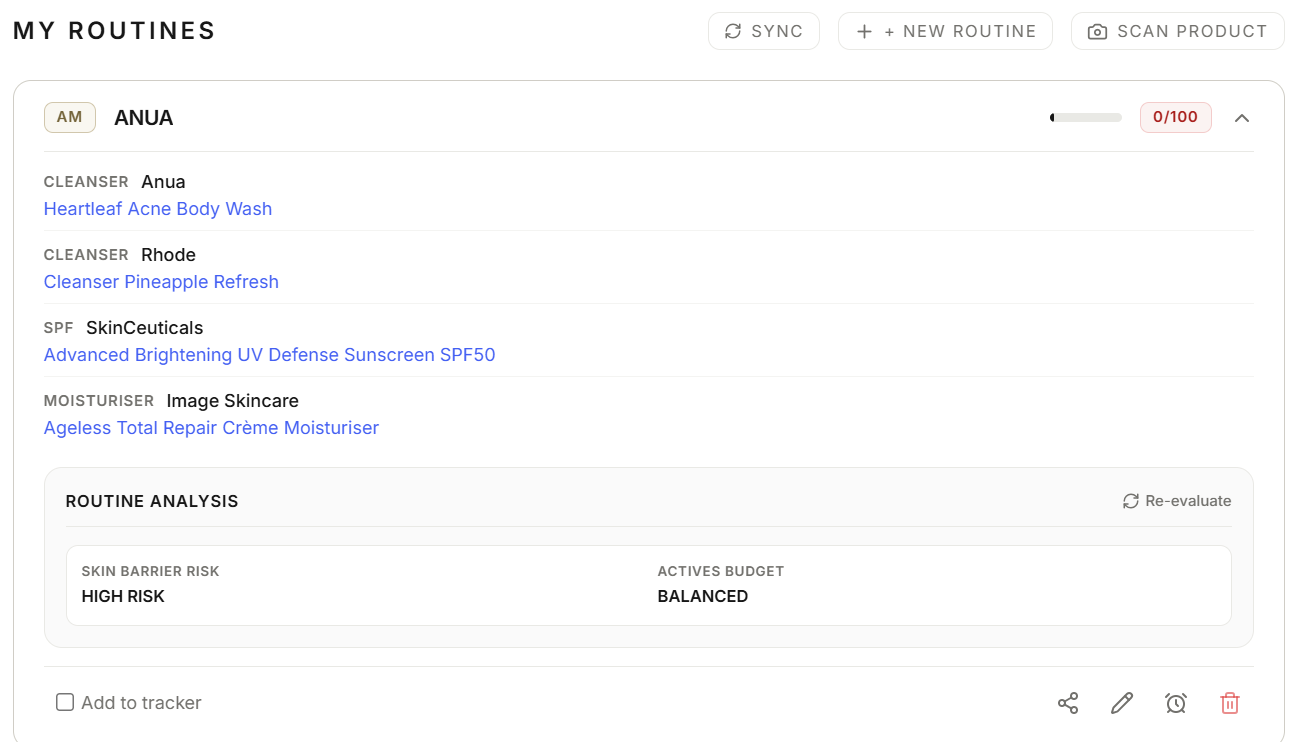 MY ROUTINES
SYNC
+ NEW ROUTINE
SCAN PRODUCT
AM ANUA
0/100
CLEANSER Anua
Heartleaf Acne Body Wash
CLEANSER Rhode
Cleanser Pineapple Refresh
SPF SkinCeuticals
Advanced Brightening UV Defense Sunscreen SPF50
MOISTURISER Image Skincare
Ageless Total Repair Crème Moisturiser
ROUTINE ANALYSIS
Re-evaluate
SKIN BARRIER RISK
HIGH RISK
ACTIVES BUDGET
BALANCED
Add to tracker